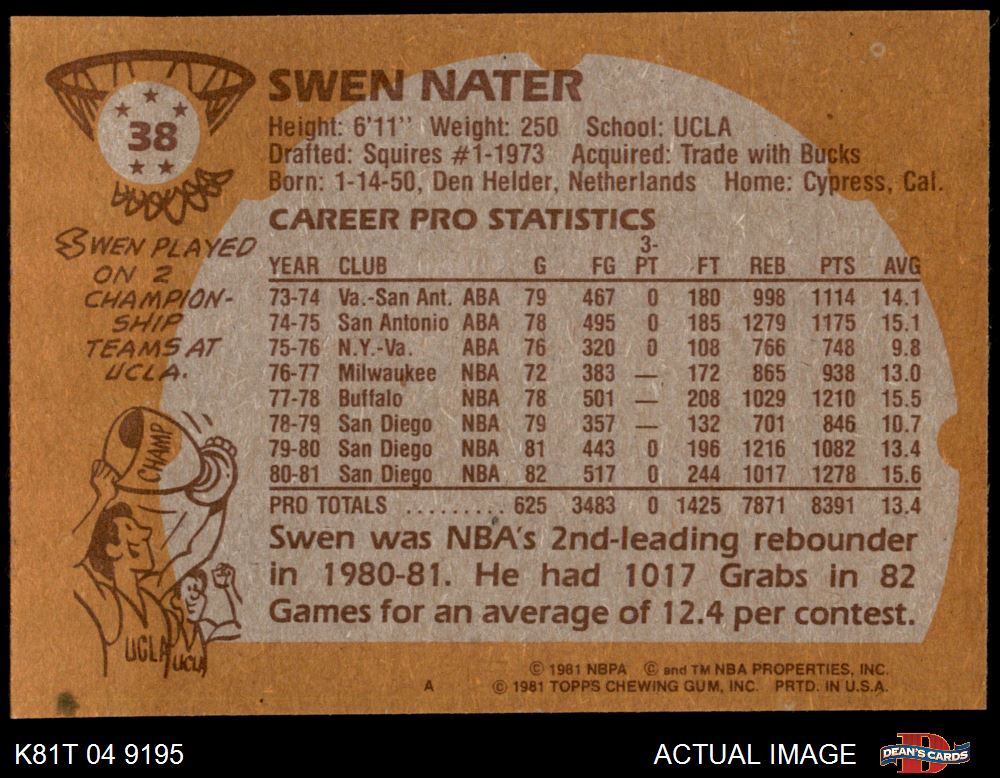 38
SWEN NATER
Height: 6'11" Weight: 250 School: UCLA
Drafted: Squires #1-1973 Acquired: Trade with Bucks
Born: 1-14-50, Den Helder, Netherlands Home: Cypress, Cal.
CAREER PRO STATISTICS
YEAR CLUB G FG 3-PT FT REB PTS AVG
73-74 Va.-San Ant. ABA 79 467 0 180 998 1114 14.1
74-75 San Antonio ABA 78 495 0 185 1279 1175 15.1
75-76 N.Y.-Va. ABA 76 320 0 108 766 748 9.8
76-77 Milwaukee NBA 72 383 — 172 865 938 13.0
77-78 Buffalo NBA 78 501 — 208 1029 1210 15.5
78-79 San Diego NBA 79 357 — 132 701 846 10.7
79-80 San Diego NBA 81 443 0 196 1216 1082 13.4
80-81 San Diego NBA 82 517 0 244 1017 1278 15.6
PRO TOTALS ......... 625 3483 0 1425 7871 8391 13.4
Swen was NBA's 2nd-leading rebounder
in 1980-81. He had 1017 Grabs in 82
Games for an average of 12.4 per contest.
SWEN PLAYED
ON 2
CHAMPION-
SHIP
TEAMS AT
UCLA.
CHAMP
UCLA
UCLA
© 1981 NBPA © and TM NBA PROPERTIES, INC.
A © 1981 TOPPS CHEWING GUM, INC. PRTD. IN U.S.A.
K81T 04 9195
ACTUAL IMAGE
DEAN'S CARDS